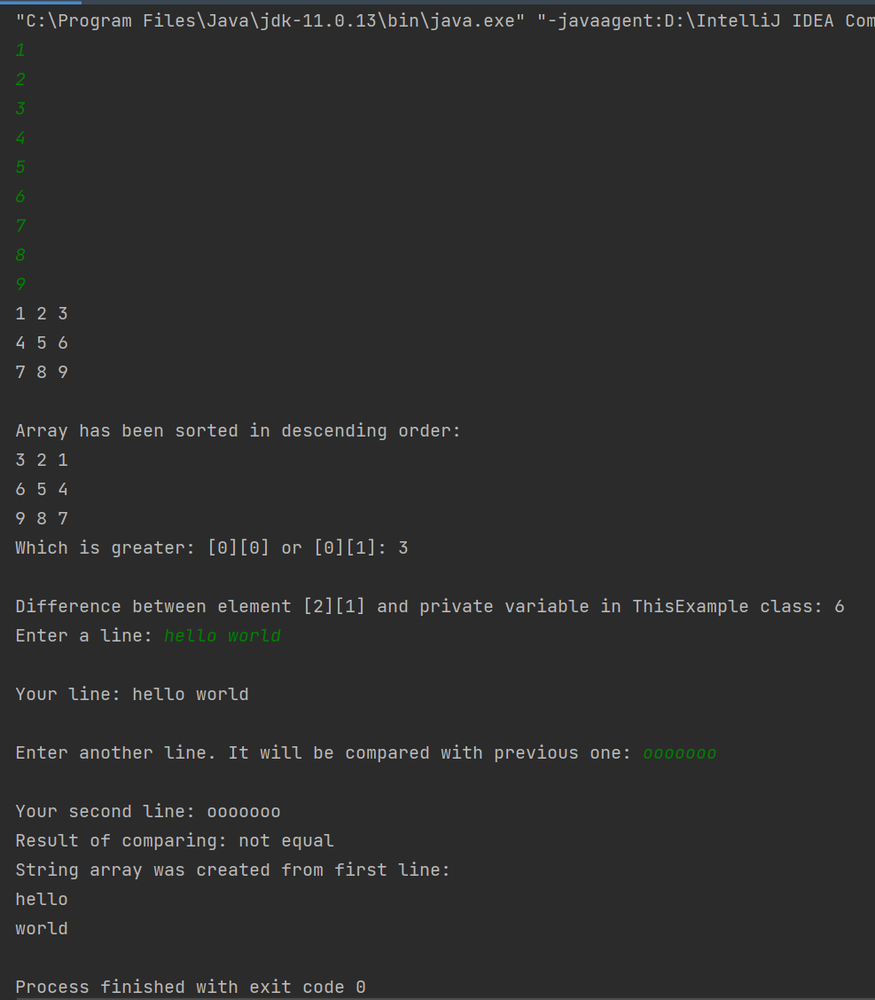 "C:\Program Files\Java\jdk-11.0.13\bin\java.exe" "-javaagent:D:\IntelliJ IDEA Com
1
2
3
4
5
6
7
8
9
1 2 3
4 5 6
7 8 9
Array has been sorted in descending order:
3 2 1
6 5 4
9 8 7
Which is greater: [0][0] or [0][1]: 3
Difference between element [2][1] and private variable in ThisExample class: 6
Enter a line: hello world
Your line: hello world
Enter another line. It will be compared with previous one: ooooooo
Your second line: ooooooo
Result of comparing: not equal
String array was created from first line:
hello
world
Process finished with exit code 0